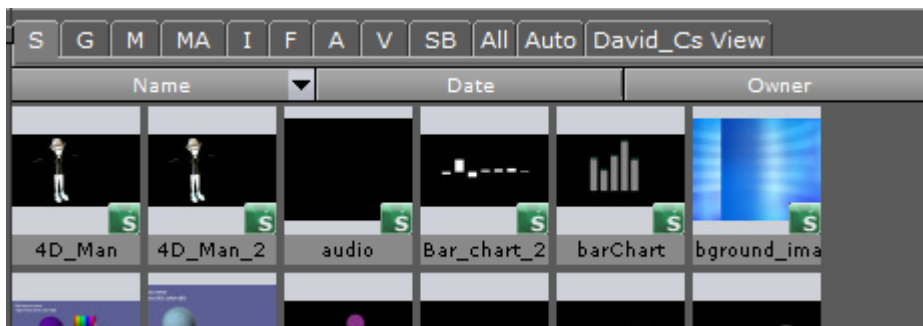 S G M MA I F A V SB All Auto David_Cs View
Name Date Owner
S S S S S S
4D_Man 4D_Man_2 audio Bar_chart_2 barChart bground_ima